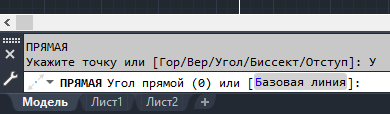 ПРЯМАЯ
Укажите точку или [Гор/Вер/Угол/Биссект/Отступ]: У
ПРЯМАЯ Угол прямой (0) или [Базовая линия]:
Модель Лист1 Лист2 +